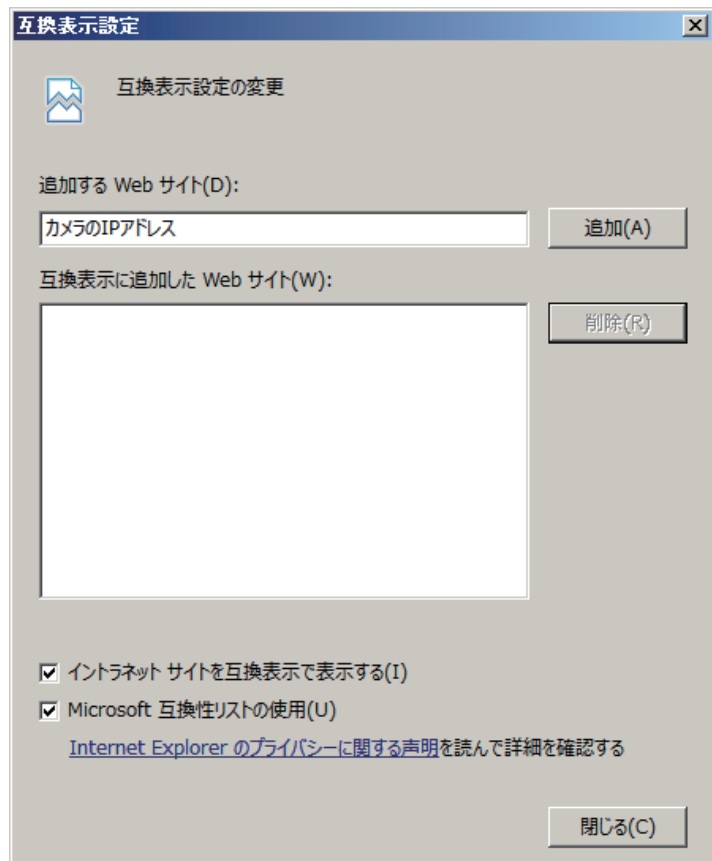 互換表示設定
互換表示設定の変更
追加する Web サイト(D):
カメラのIPアドレス
追加(A)
互換表示に追加した Web サイト(W):
削除(R)
イントラネット サイトを互換表示で表示する(I)
Microsoft 互換性リストの使用(U)
Internet Explorer のプライバシーに関する声明を読んで詳細を確認する
閉じる(C)